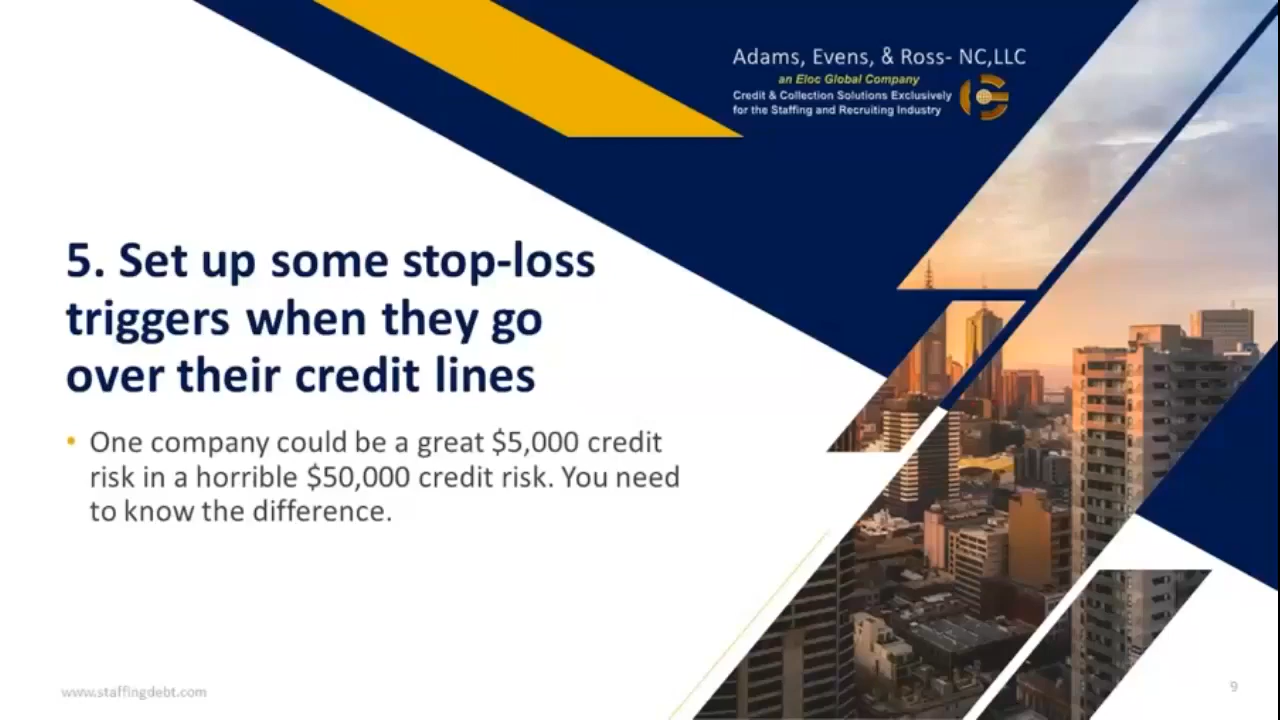 Adams, Evens, & Ross- NC,LLC
an Eloc Global Company
Credit & Collection Solutions Exclusively
for the Staffing and Recruiting Industry
5. Set up some stop-loss
triggers when they go
over their credit lines
• One company could be a great $5,000 credit
risk in a horrible $50,000 credit risk. You need
to know the difference.
www.staffingdebt.com
9